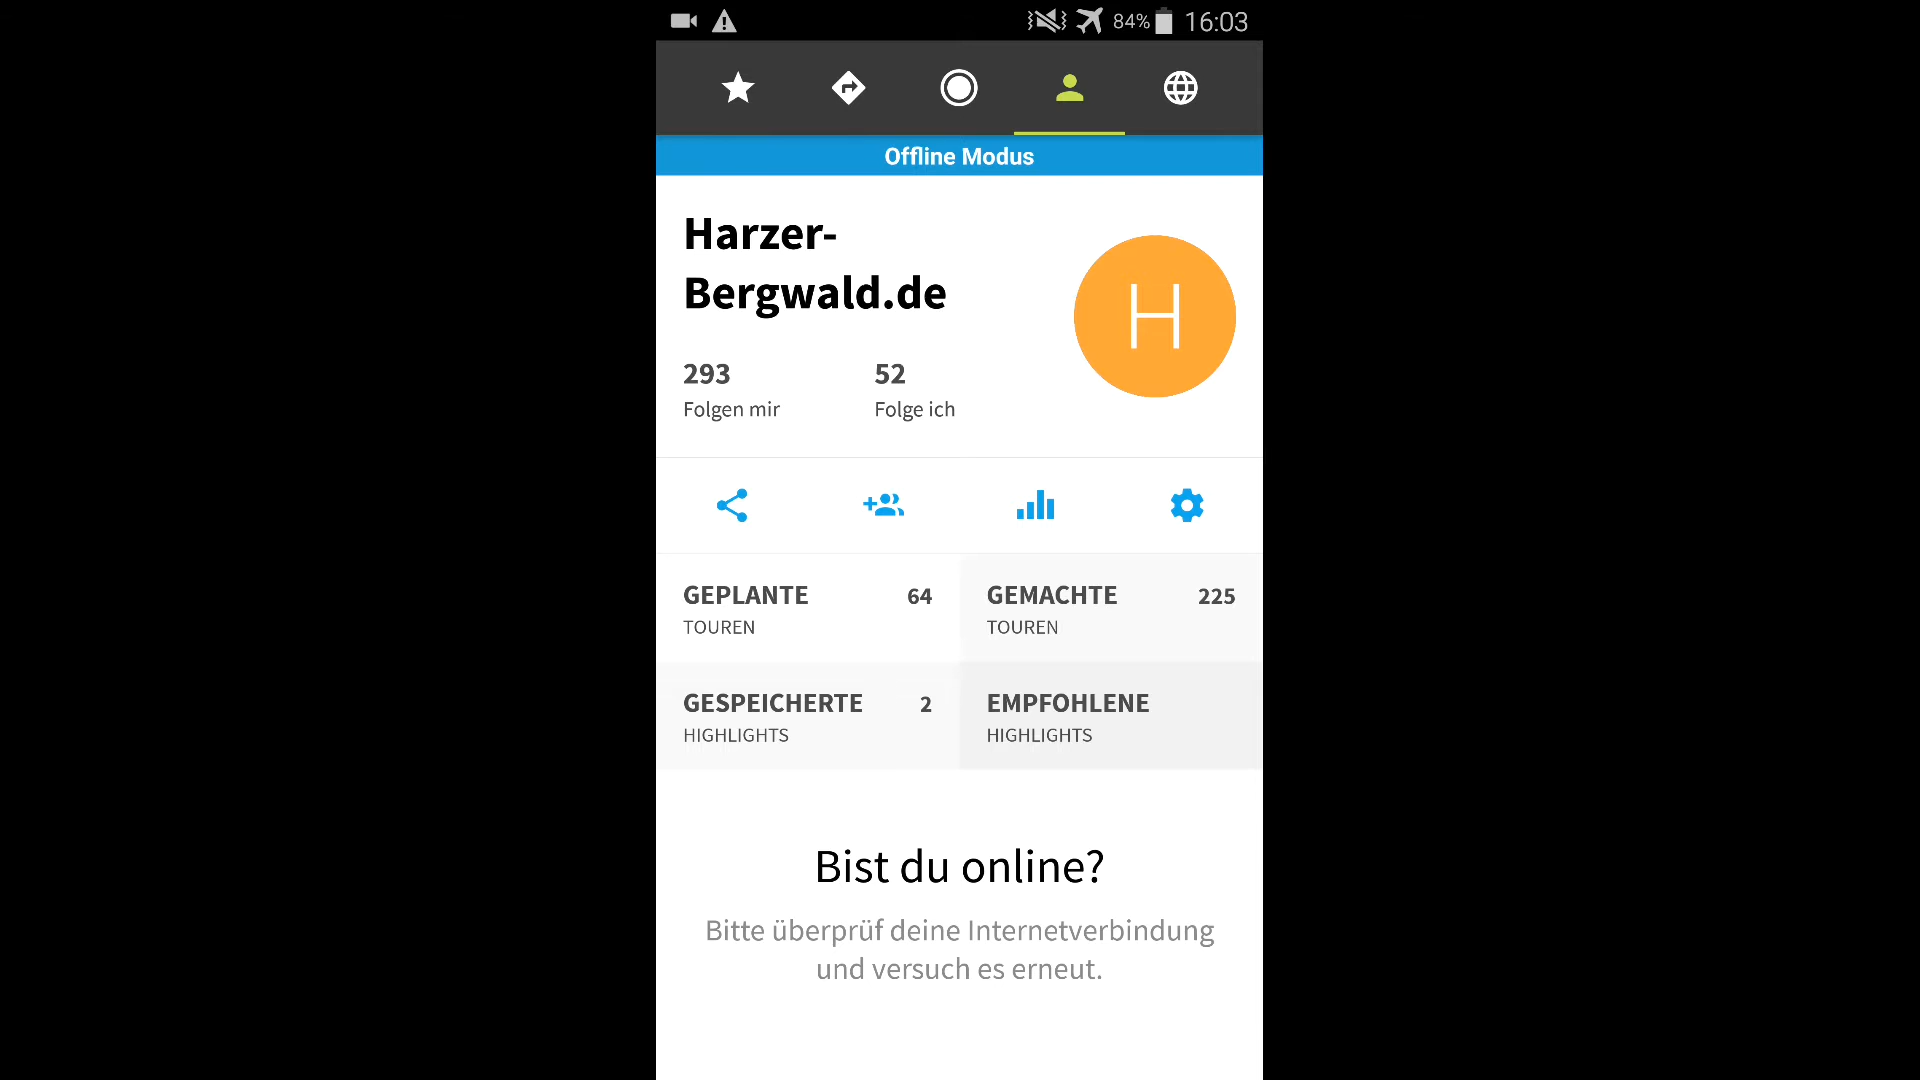 84% 16:03
Offline Modus
Harzer-
Bergwald.de
H
293 52
Folgen mir Folge ich
GEPLANTE 64 GEMACHTE 225
TOUREN TOUREN
GESPEICHERTE 2 EMPFOHLENE
HIGHLIGHTS HIGHLIGHTS
Bist du online?
Bitte überprüf deine Internetverbindung
und versuch es erneut.